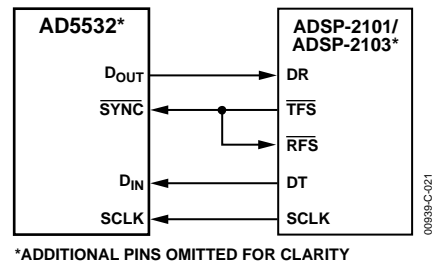 AD5532*
ADSP-2101/
ADSP-2103*
DOUT
DR
SYNC
TFS
RFS
DIN
DT
SCLK
SCLK
00939-C-021
*ADDITIONAL PINS OMITTED FOR CLARITY